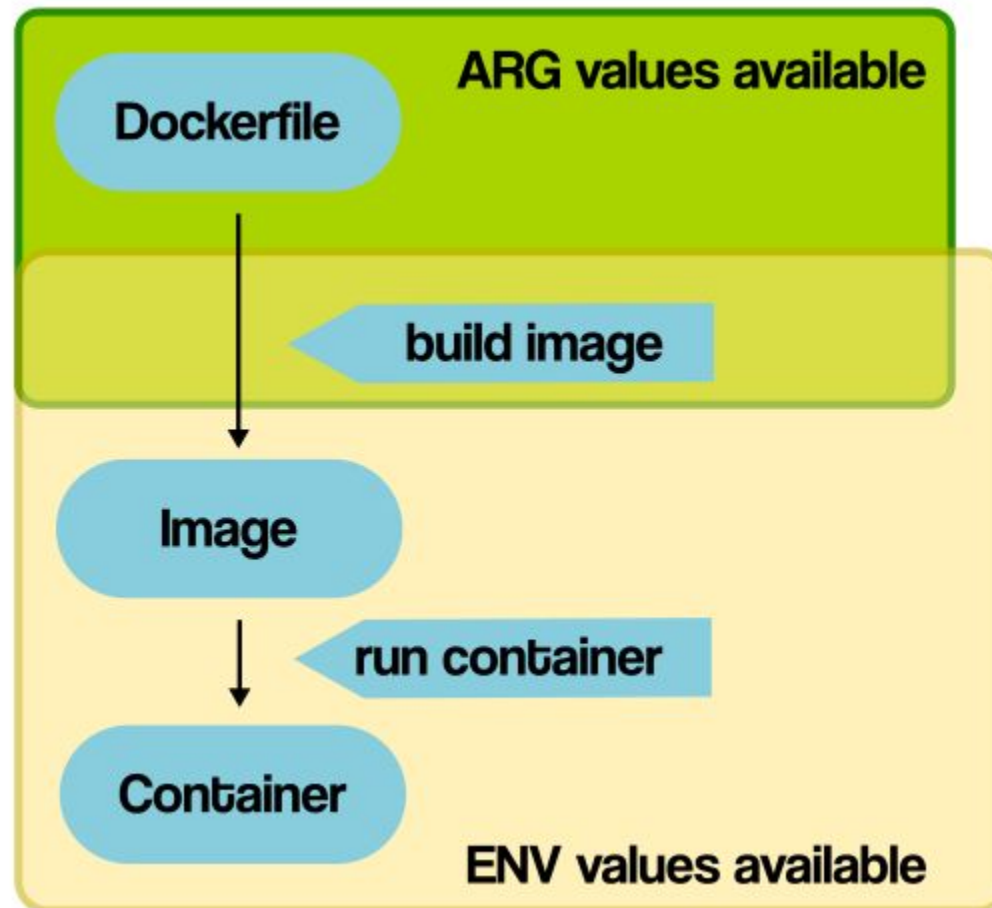 ARG values available
Dockerfile
build image
Image
run container
Container
ENV values available